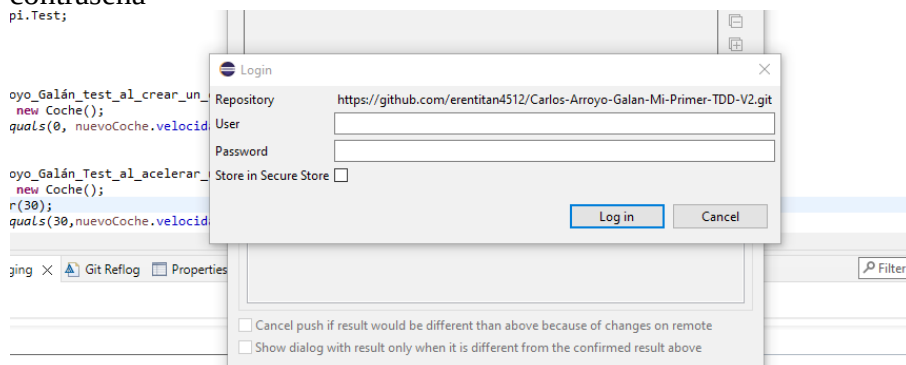 contraseña
pi.Test;
Login
Repository https://github.com/erentitan4512/Carlos-Arroyo-Galan-Mi-Primer-TDD-V2.git
oyo_Galán_test_al_crear_un_
new Coche();
User
quals(0, nuevoCoche.velocid
Password
oyo_Galán_Test_al_acelerar_
Store in Secure Store
new Coche();
r(30);
Log in Cancel
quals(30,nuevoCoche.velocid
ging Git Reflog Properties Filter
Cancel push if result would be different than above because of changes on remote
Show dialog with result only when it is different from the confirmed result above